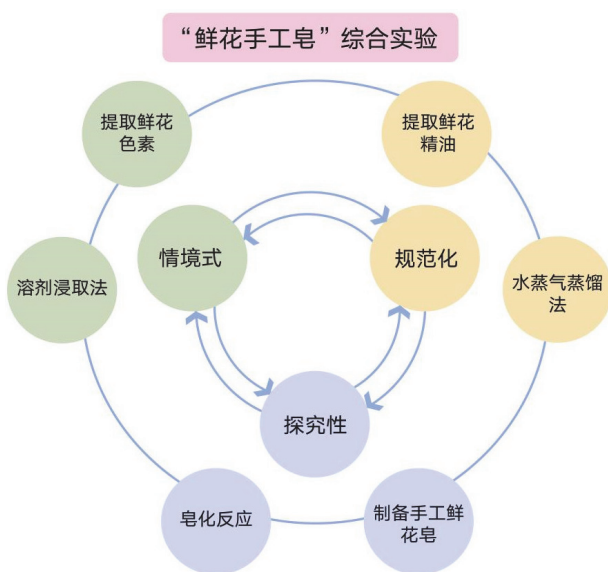 “鲜花手工皂”综合实验
提取鲜花
色素
提取鲜花
精油
情境式
规范化
溶剂浸取法
水蒸气蒸馏
法
探究性
皂化反应
制备手工鲜
花皂